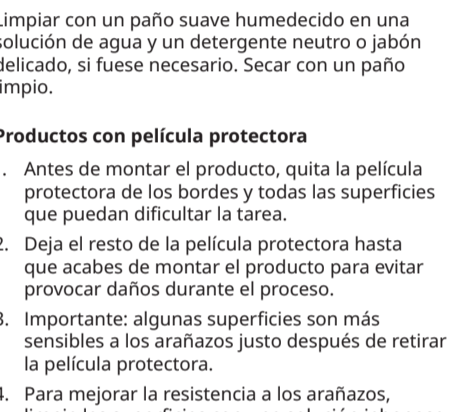 Limpiar con un paño suave humedecido en una
solución de agua y un detergente neutro o jabón
delicado, si fuese necesario. Secar con un paño
limpio.
Productos con película protectora
. Antes de montar el producto, quita la película
protectora de los bordes y todas las superficies
que puedan dificultar la tarea.
2. Deja el resto de la película protectora hasta
que acabes de montar el producto para evitar
provocar daños durante el proceso.
3. Importante: algunas superficies son más
sensibles a los arañazos justo después de retirar
la película protectora.
4. Para mejorar la resistencia a los arañazos,